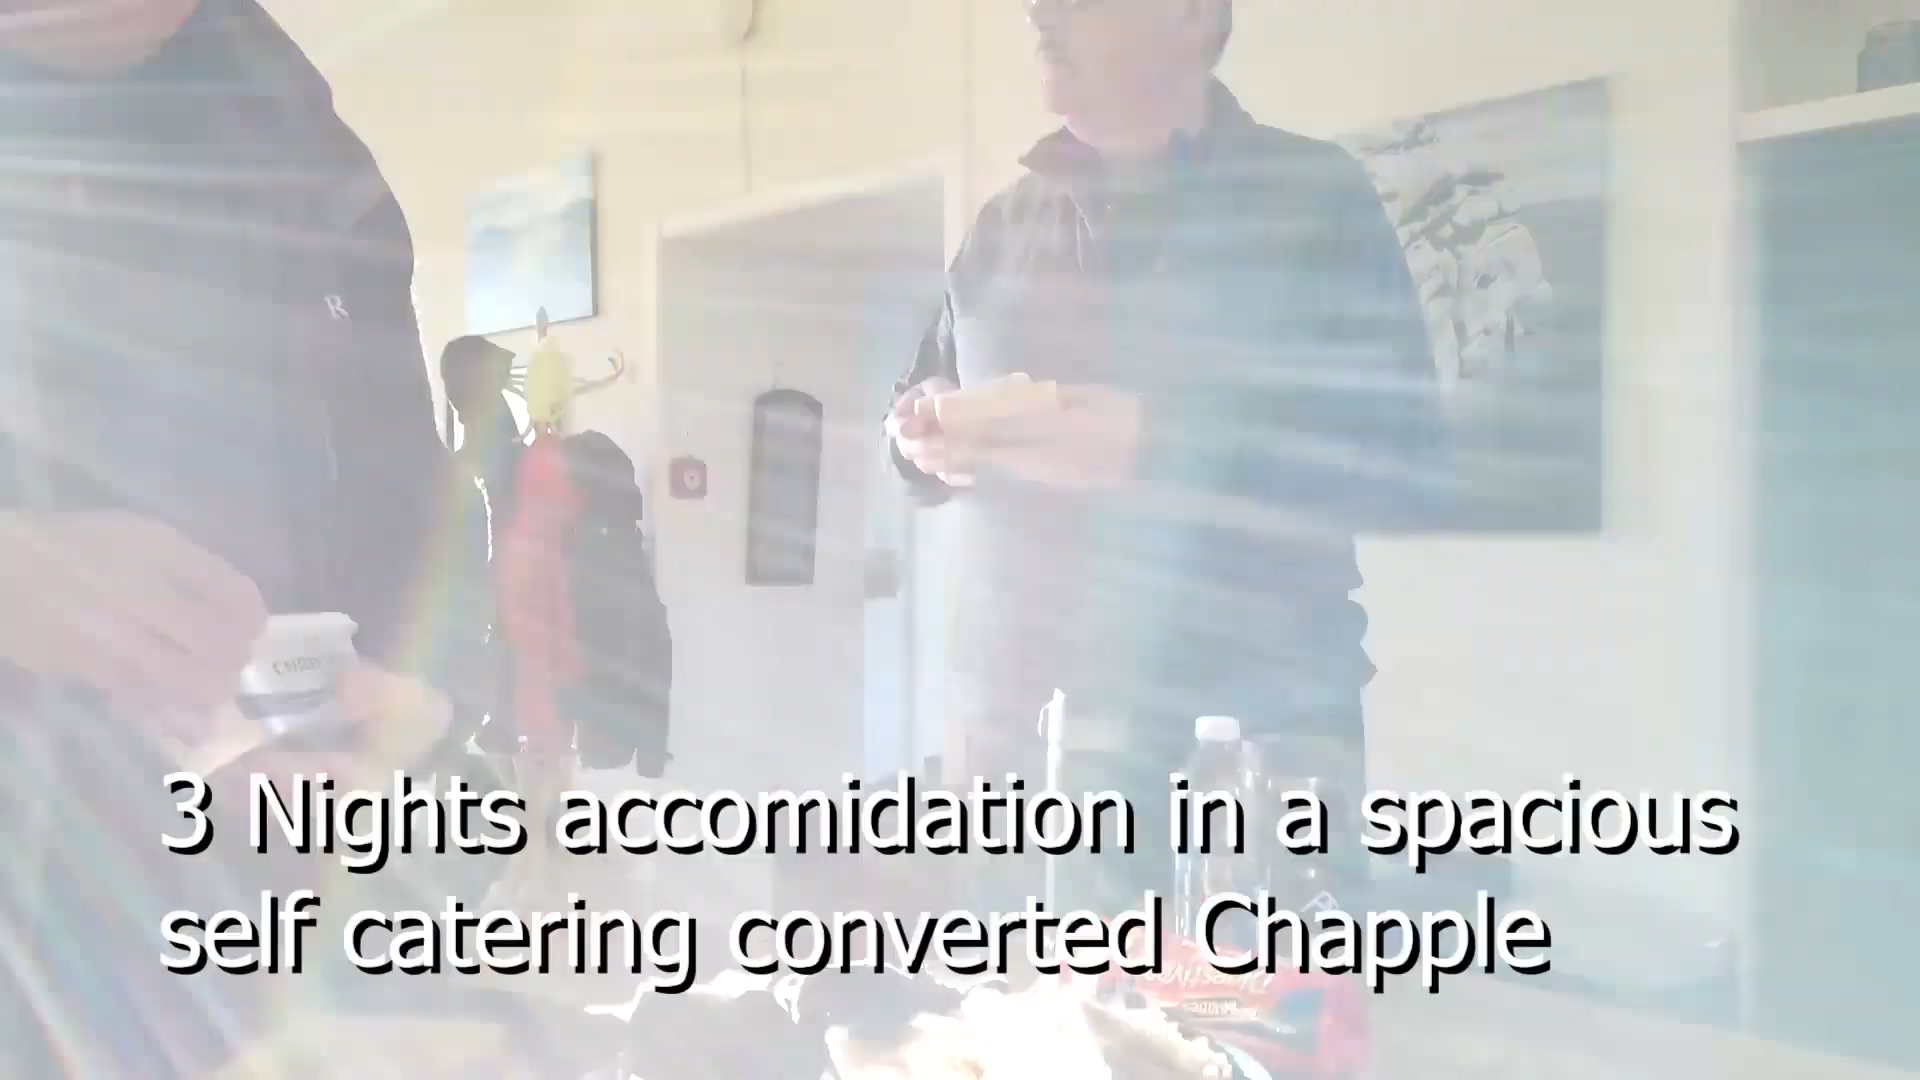 R
3 Nights accomidation in a spacious
self catering converted Chapple